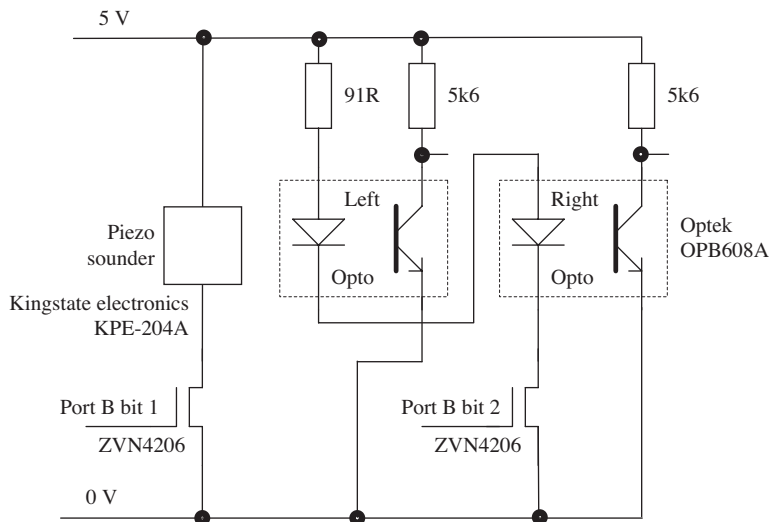 5 V
91R
5k6
5k6
Left
Right
Piezo
sounder
Optek
OPB608A
Opto
Opto
Kingstate electronics
KPE-204A
Port B bit 1
Port B bit 2
ZVN4206
ZVN4206
0 V